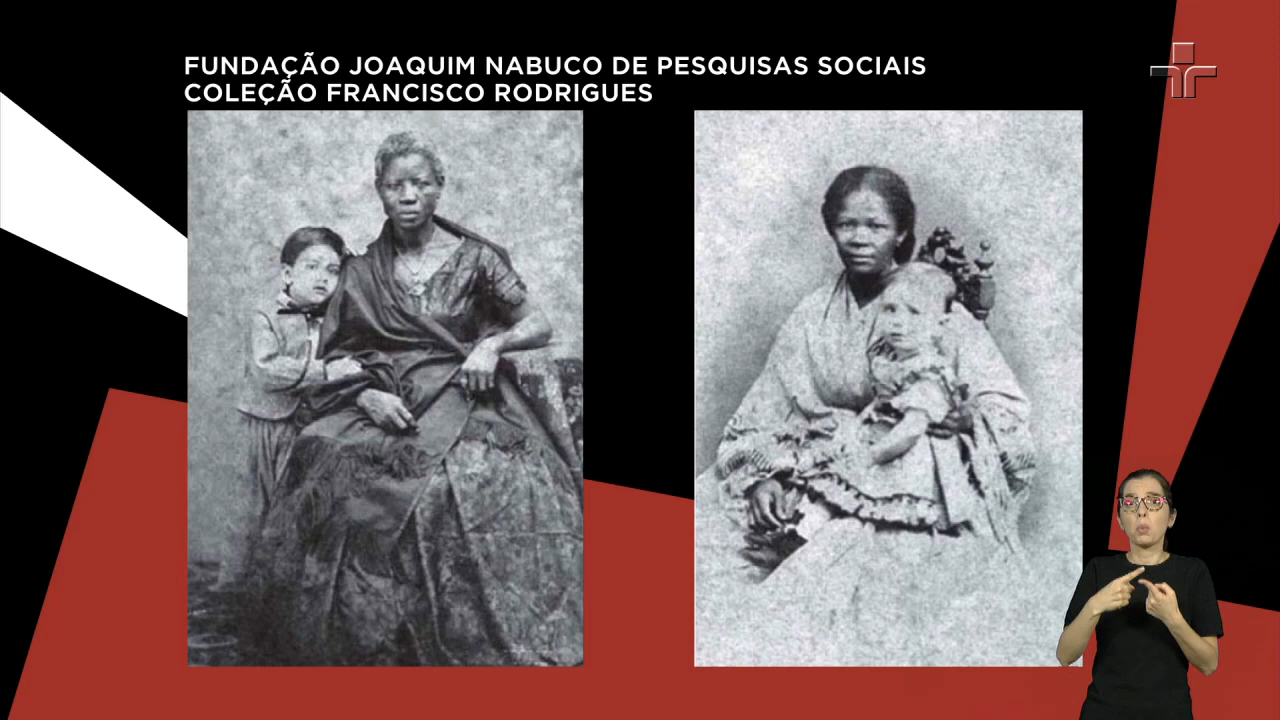 FUNDAÇÃO JOAQUIM NABUCO DE PESQUISAS SOCIAIS
COLEÇÃO FRANCISCO RODRIGUES